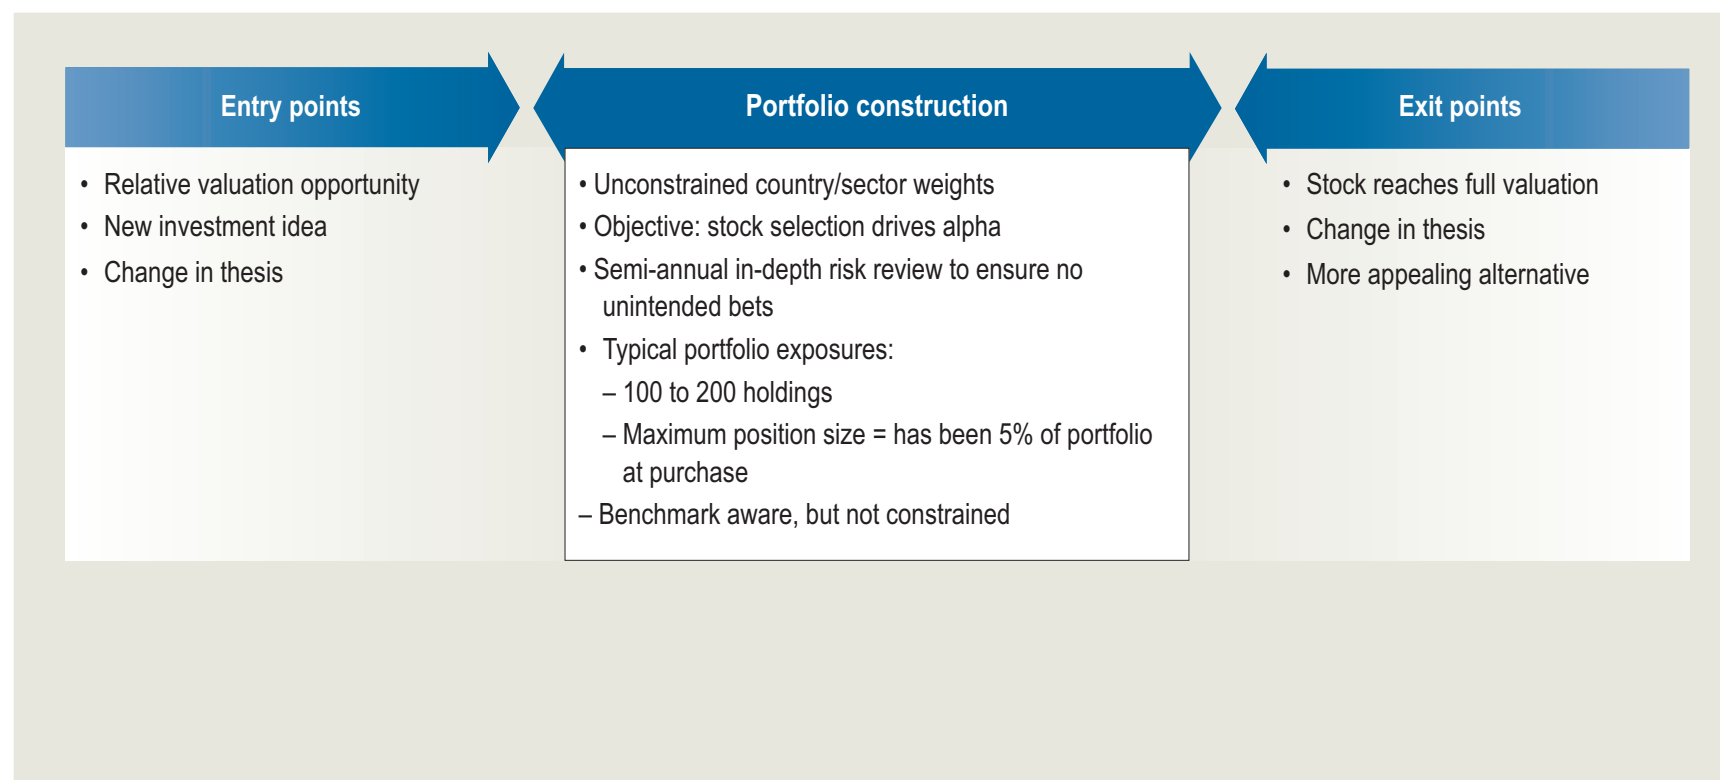 Entry points
• Relative valuation opportunity
• New investment idea
• Change in thesis
Portfolio construction
• Unconstrained country/sector weights
• Objective: stock selection drives alpha
• Semi-annual in-depth risk review to ensure no
unintended bets
• Typical portfolio exposures:
– 100 to 200 holdings
– Maximum position size = has been 5% of portfolio
at purchase
– Benchmark aware, but not constrained
Exit points
• Stock reaches full valuation
• Change in thesis
• More appealing alternative